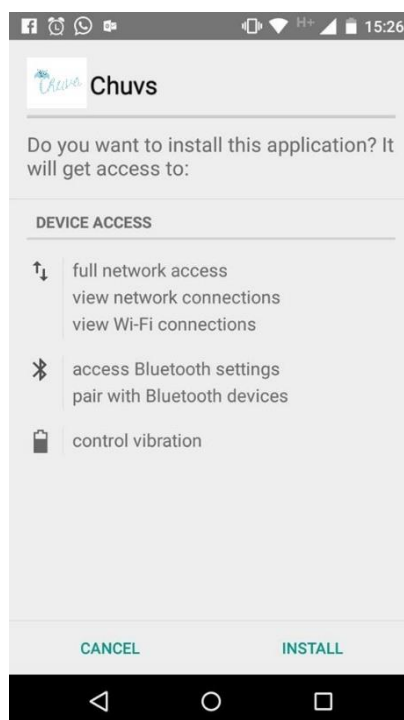 H+ 15:26
Chuvs
Chuvs
Do you want to install this application? It
will get access to:
DEVICE ACCESS
full network access
view network connections
view Wi-Fi connections
access Bluetooth settings
pair with Bluetooth devices
control vibration
CANCEL INSTALL